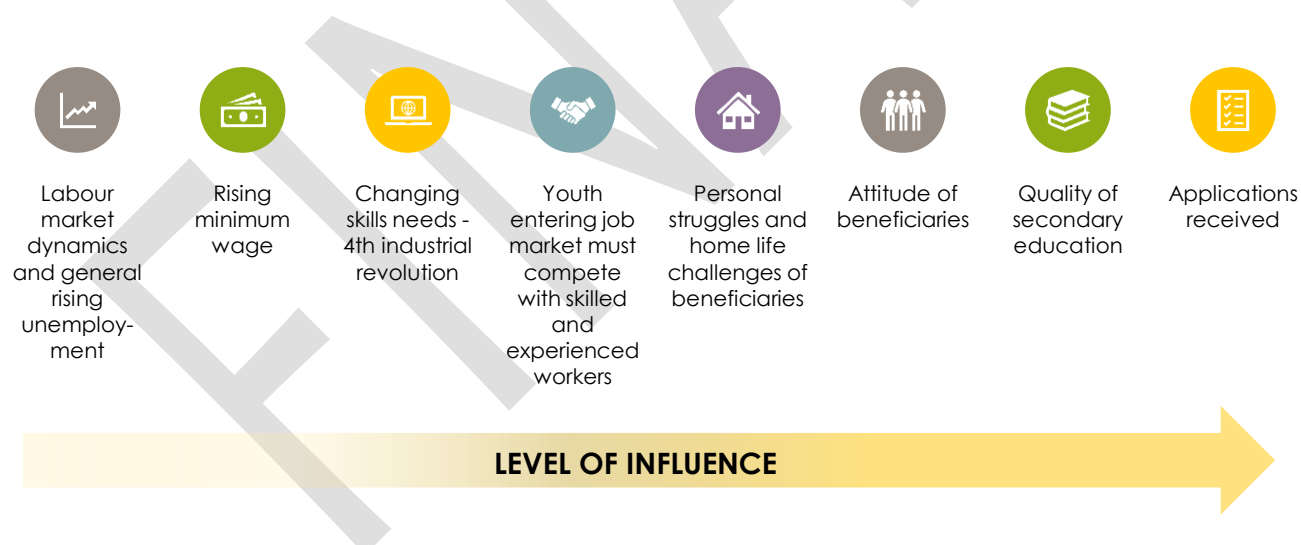 Labour
market
dynamics
and general
rising
unemploy-
ment
Rising
minimum
wage
Changing
skills needs -
4th industrial
revolution
Youth
entering job
market must
compete
with skilled
and
experienced
workers
Personal
struggles and
home life
challenges of
beneficiaries
Attitude of
beneficiaries
Quality of
secondary
education
Applications
received
LEVEL OF INFLUENCE